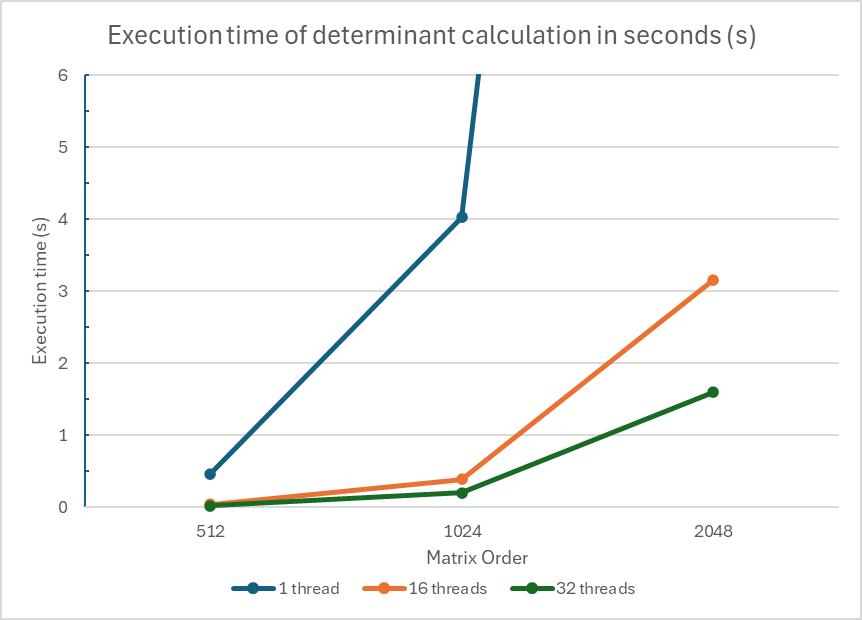 Execution time of determinant calculation in seconds (s)
6
5
4
3
2
1
0
Execution time (s)
512 1024 2048
Matrix Order
1 thread 16 threads 32 threads